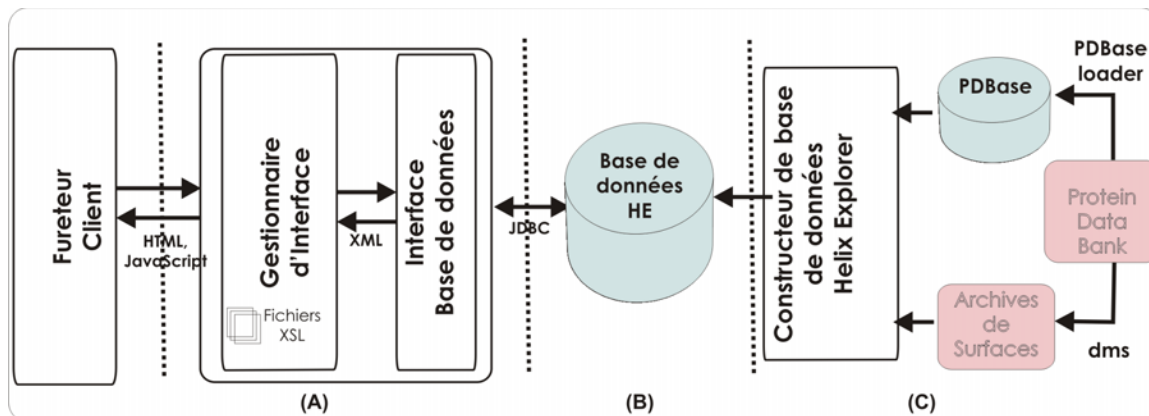 Fureteur
Client
HTML,
JavaScript
Gestionnaire
d'Interface
Fichiers
XSL
XML
Interface
Base de données
JDBC
Base de
données
HE
Constructeur de base
de données
Helix Explorer
PDBase
PDBase
loader
Protein
Data
Bank
Archives
de
Surfaces
dms
(A)
(B)
(C)